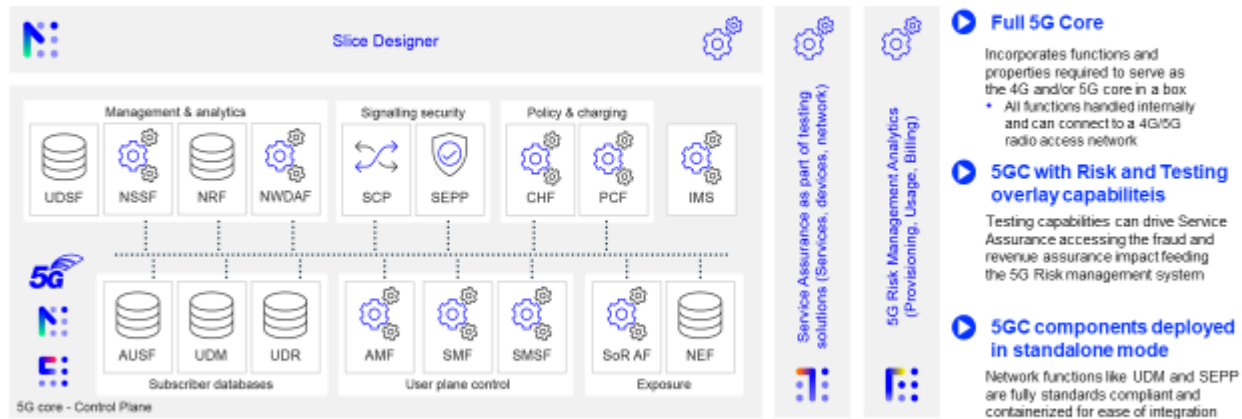 Slice Designer
Management & analytics
Signalling security
Policy & charging
UDSF
NSSF
NRF
NWDAF
SCP
SEPP
CHF
PCF
IMS
5G
AUSF
UDM
UDR
AMF
SMF
SMSF
SoR AF
NEF
Subscriber databases
User plane control
Exposure
5G core - Control Plane
Service Assurance as part of testing
solutions (Services, devices, network)
5G Risk Management Analytics
(Provisioning, Usage, Billing)
Full 5G Core
Incorporates functions and
properties required to serve as
the 4G and/or 5G core in a box
• All functions handled internally
and can connect to a 4G/5G
radio access network
5GC with Risk and Testing
overlay capabiliteis
Testing capabilities can drive Service
Assurance accessing the fraud and
revenue assurance impact feeding
the 5G Risk management system
5GC components deployed
in standalone mode
Network functions like UDM and SEPP
are fully standards compliant and
containerized for ease of integration